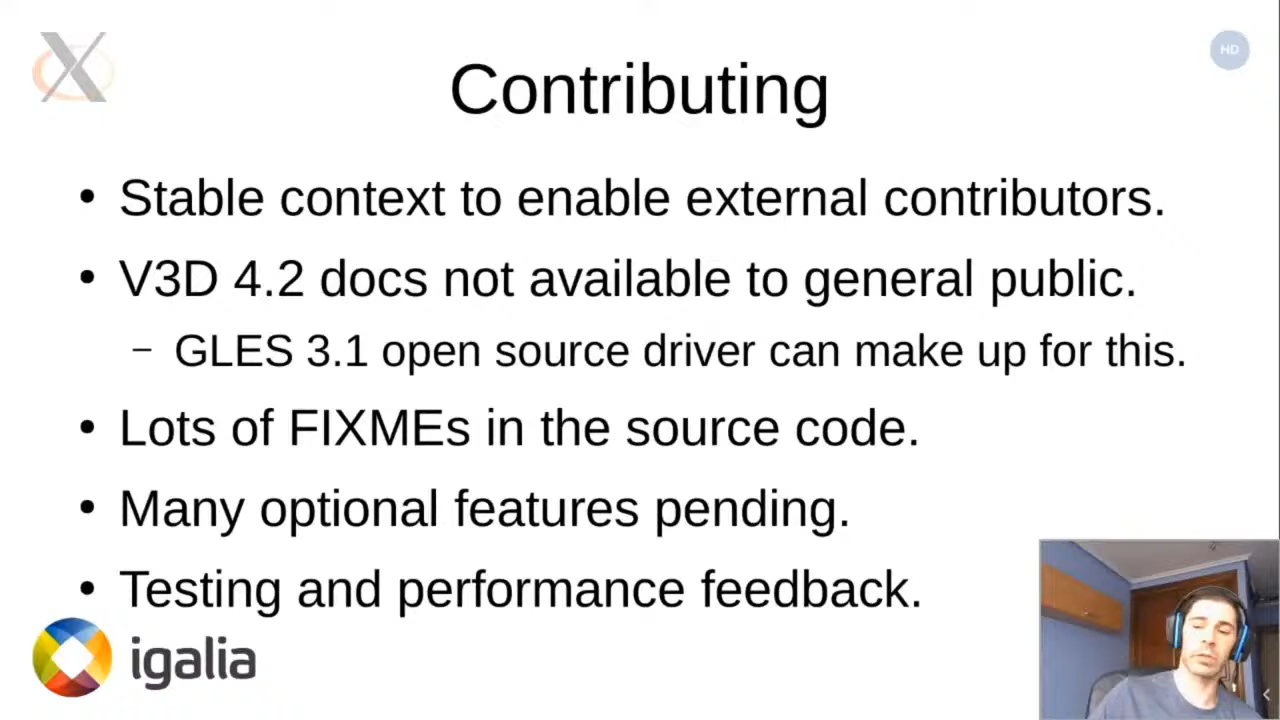 HD
Contributing
• Stable context to enable external contributors.
• V3D 4.2 docs not available to general public.
– GLES 3.1 open source driver can make up for this.
• Lots of FIXMEs in the source code.
• Many optional features pending.
• Testing and performance feedback.
igalia